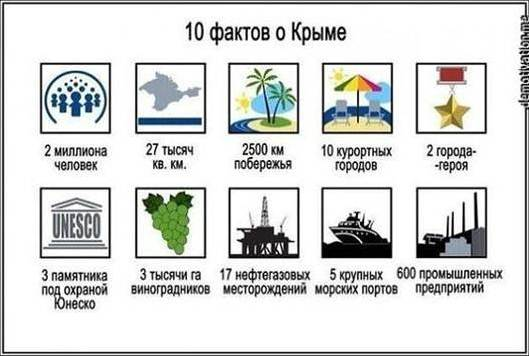 10 фактов о Крыме
demotivation.me
2 миллиона
человек
27 тысяч
кв. км.
2500 км
побережья
10 курортных
городов
2 города-
-героя
UNESCO
3 памятника
под охраной
Юнеско
3 тысячи га
виноградников
17 нефтегазовых
месторождений
5 крупных
морских портов
600 промышленных
предприятий